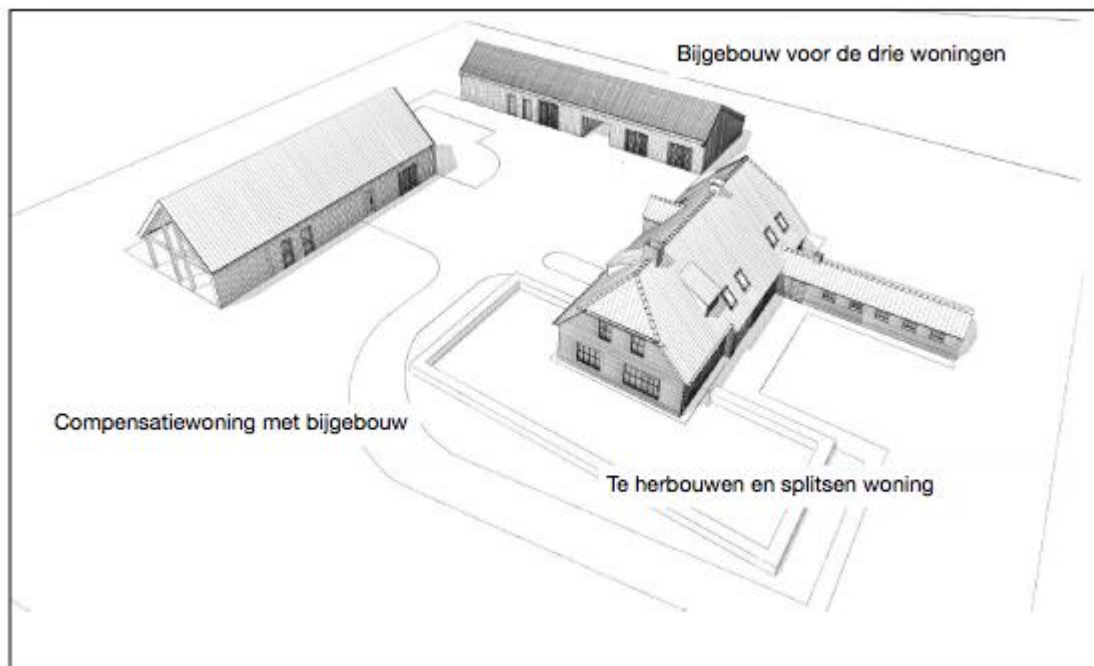 Bijgebouw voor de drie woningen
Compensatiewoning met bijgebouw
Te herbouwen en splitsen woning